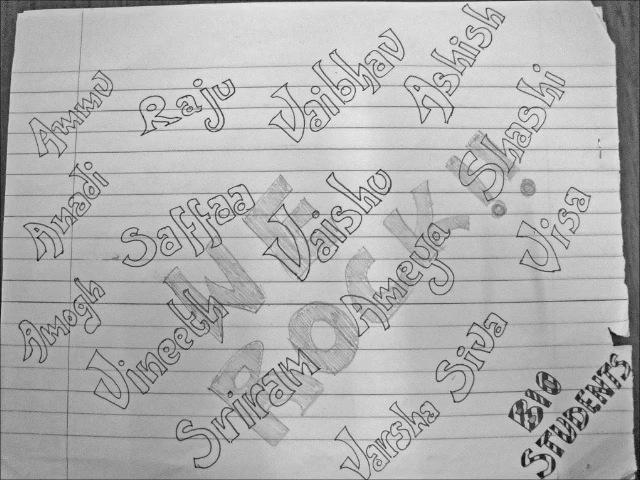 Ammu
Raju
Vaibhav
Ashish
Anadi
Saffaa
Vaishu
Shashi
Visa
Amogh
Vineeth
Ameya
Sriram
Varsha
Siva
WE
ROCK!!
BIO
STUDENTS